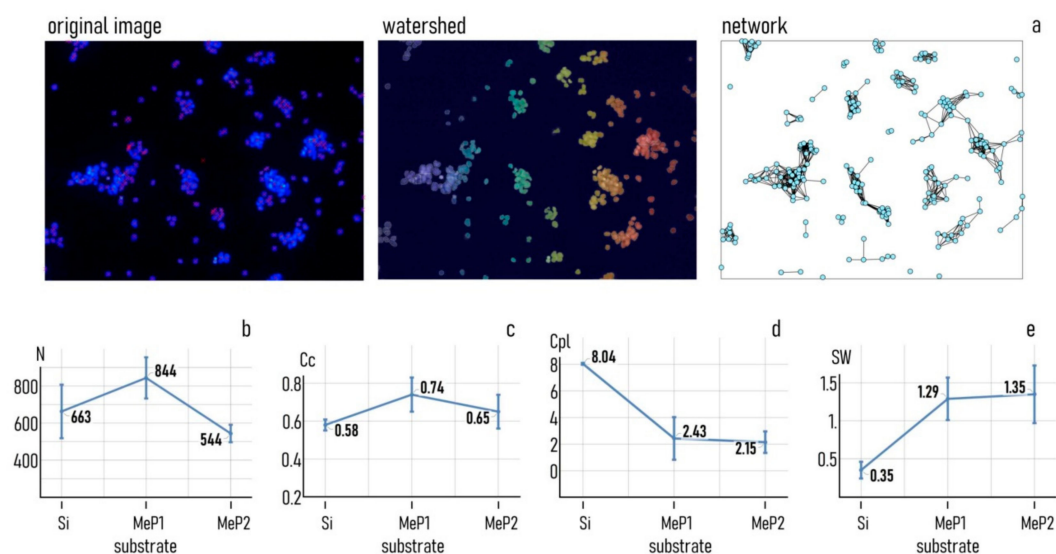 original image watershed network a
b c d e
N
800
600
400
663
844
544
Si MeP1 MeP2
substrate
Cc
0.8
0.6
0.4
0.2
0.58
0.74
0.65
Si MeP1 MeP2
substrate
Cpl
8
6
4
2
0
8.04
2.43
2.15
Si MeP1 MeP2
substrate
SW
1.5
1
0.5
0.35
1.29
1.35
Si MeP1 MeP2
substrate